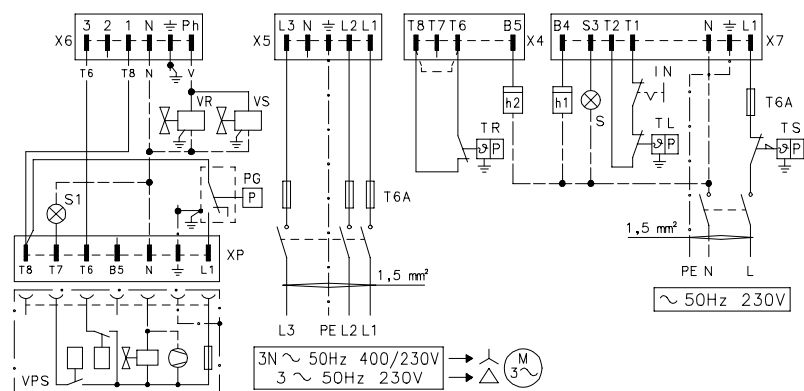 X6 3 2 1 N Ph
X5 L3 N L2 L1
T8 T7 T6 B5 X4
B4 S3 T2 T1 N L1 X7
T6 T8 N V
VR VS
h2 h1 S
IN
T6A
TR TL TS
ϑ P ϑ P ϑ P
PG
P
S1
T6A
XP
T8 T7 T6 B5 N L1
1,5 mm²
1,5 mm²
PE N L
~ 50Hz 230V
L3 PE L2 L1
VPS
3N ~ 50Hz 400/230V
3 ~ 50Hz 230V
M
3~